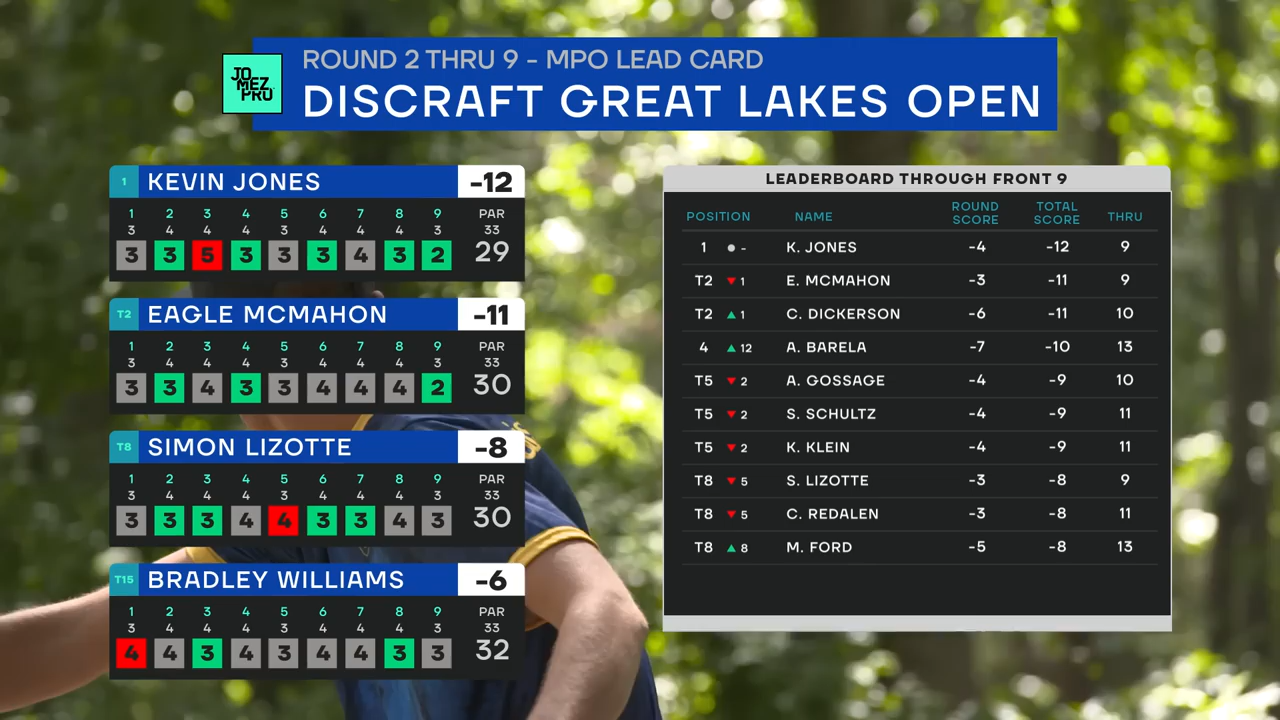 JO
MEZ
PRO
ROUND 2 THRU 9 - MPO LEAD CARD
DISCRAFT GREAT LAKES OPEN
1 KEVIN JONES -12
1 2 3 4 5 6 7 8 9 PAR
3 4 4 4 3 4 4 4 3 33
3 3 5 3 3 3 4 3 2 29
T2 EAGLE MCMAHON -11
1 2 3 4 5 6 7 8 9 PAR
3 4 4 4 3 4 4 4 3 33
3 3 4 3 3 4 4 4 2 30
T8 SIMON LIZOTTE -8
1 2 3 4 5 6 7 8 9 PAR
3 4 4 4 3 4 4 4 3 33
3 3 3 4 4 3 3 4 3 30
T15 BRADLEY WILLIAMS -6
1 2 3 4 5 6 7 8 9 PAR
3 4 4 4 3 4 4 4 3 33
4 4 3 4 3 4 4 3 3 32
LEADERBOARD THROUGH FRONT 9
POSITION NAME ROUND SCORE TOTAL SCORE THRU
1 ● - K. JONES -4 -12 9
T2 ▼ 1 E. MCMAHON -3 -11 9
T2 ▲ 1 C. DICKERSON -6 -11 10
4 ▲ 12 A. BARELA -7 -10 13
T5 ▼ 2 A. GOSSAGE -4 -9 10
T5 ▼ 2 S. SCHULTZ -4 -9 11
T5 ▼ 2 K. KLEIN -4 -9 11
T8 ▼ 5 S. LIZOTTE -3 -8 9
T8 ▼ 5 C. REDALEN -3 -8 11
T8 ▲ 8 M. FORD -5 -8 13